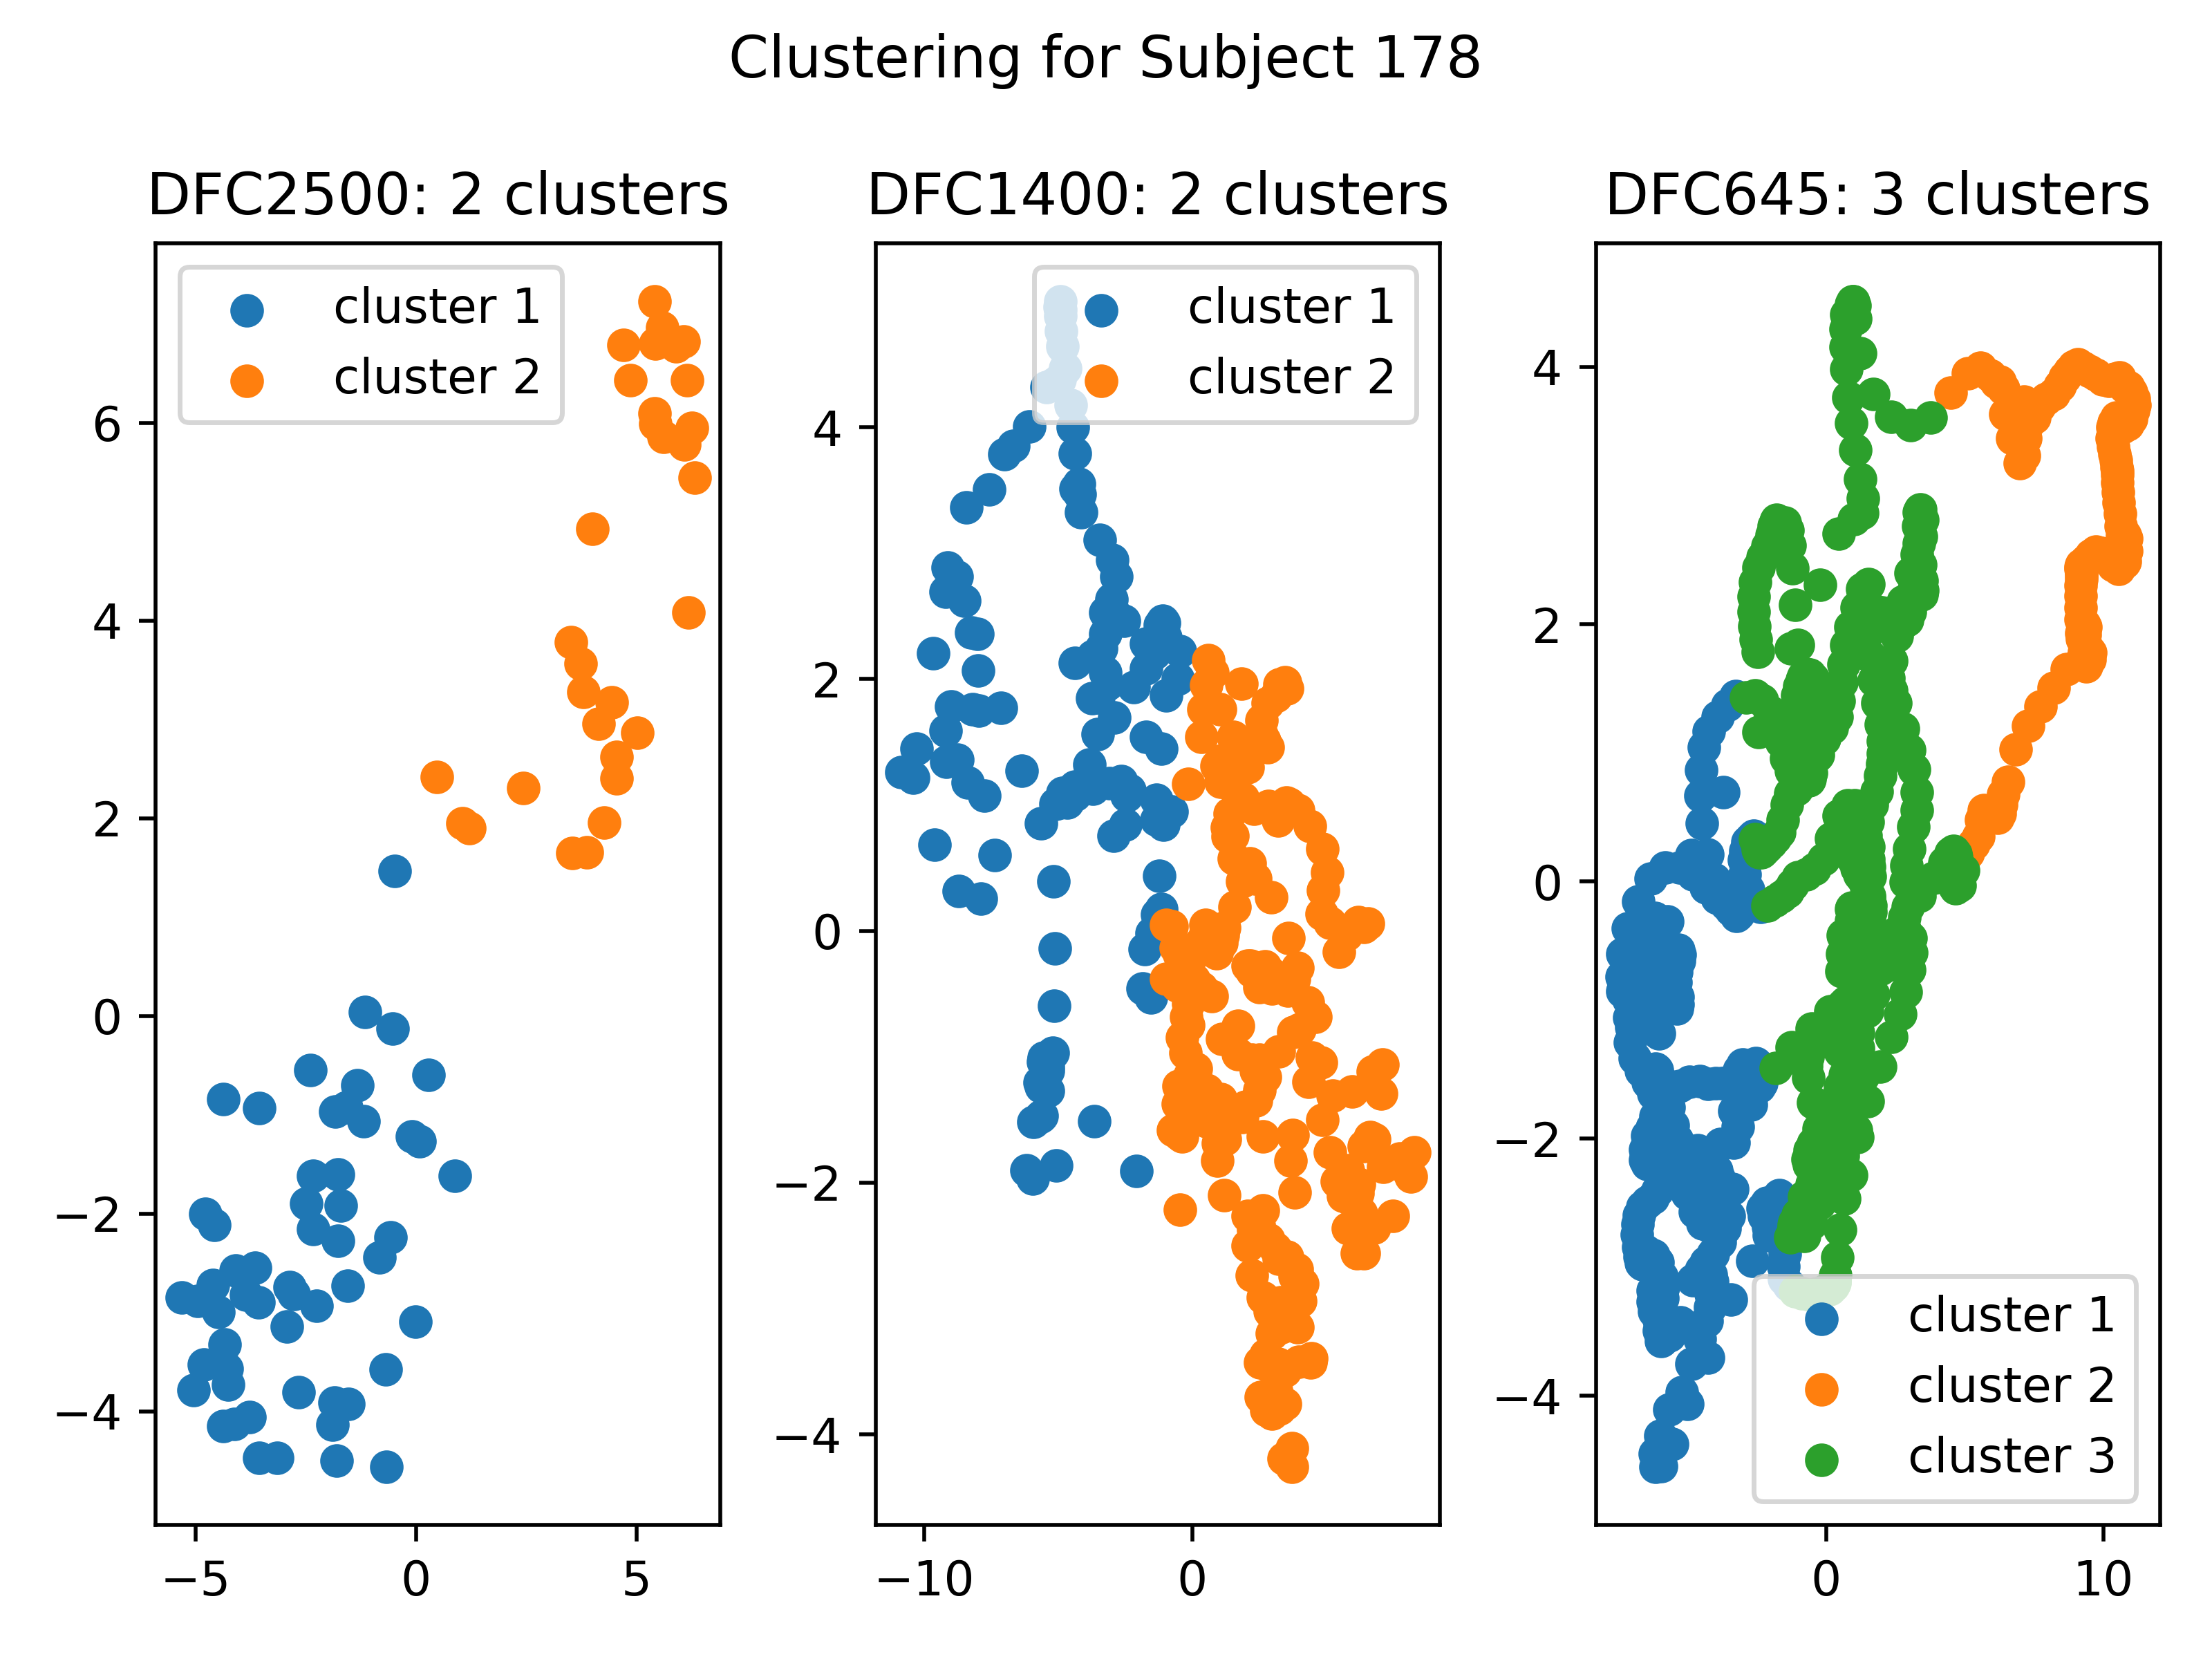 Clustering for Subject 178
DFC2500: 2 clusters
cluster 1
cluster 2
6
4
2
0
−2
−4
−5
0
5
DFC1400: 2 clusters
cluster 1
cluster 2
4
2
0
−2
−4
−10
0
DFC645: 3 clusters
4
2
0
−2
−4
cluster 1
cluster 2
cluster 3
0
10